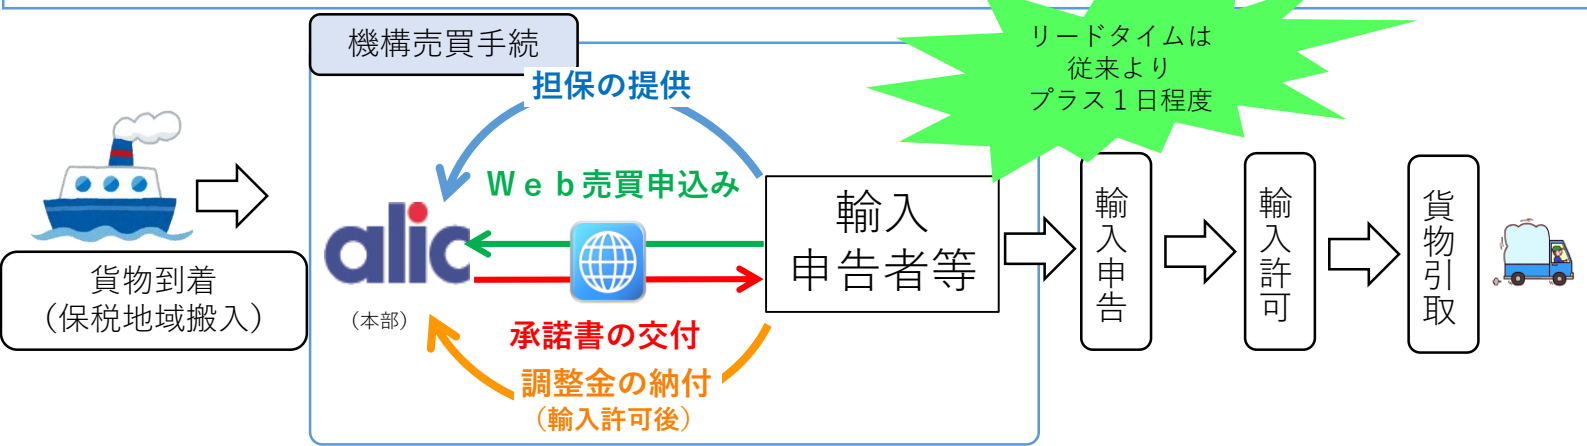 機構売買手続
リードタイムは
従来より
プラス１日程度
担保の提供
Ｗｅｂ売買申込み
alic
（本部）
承諾書の交付
調整金の納付
（輸入許可後）
貨物到着
（保税地域搬入）
輸入
申告者等
輸入申告
輸入許可
貨物引取